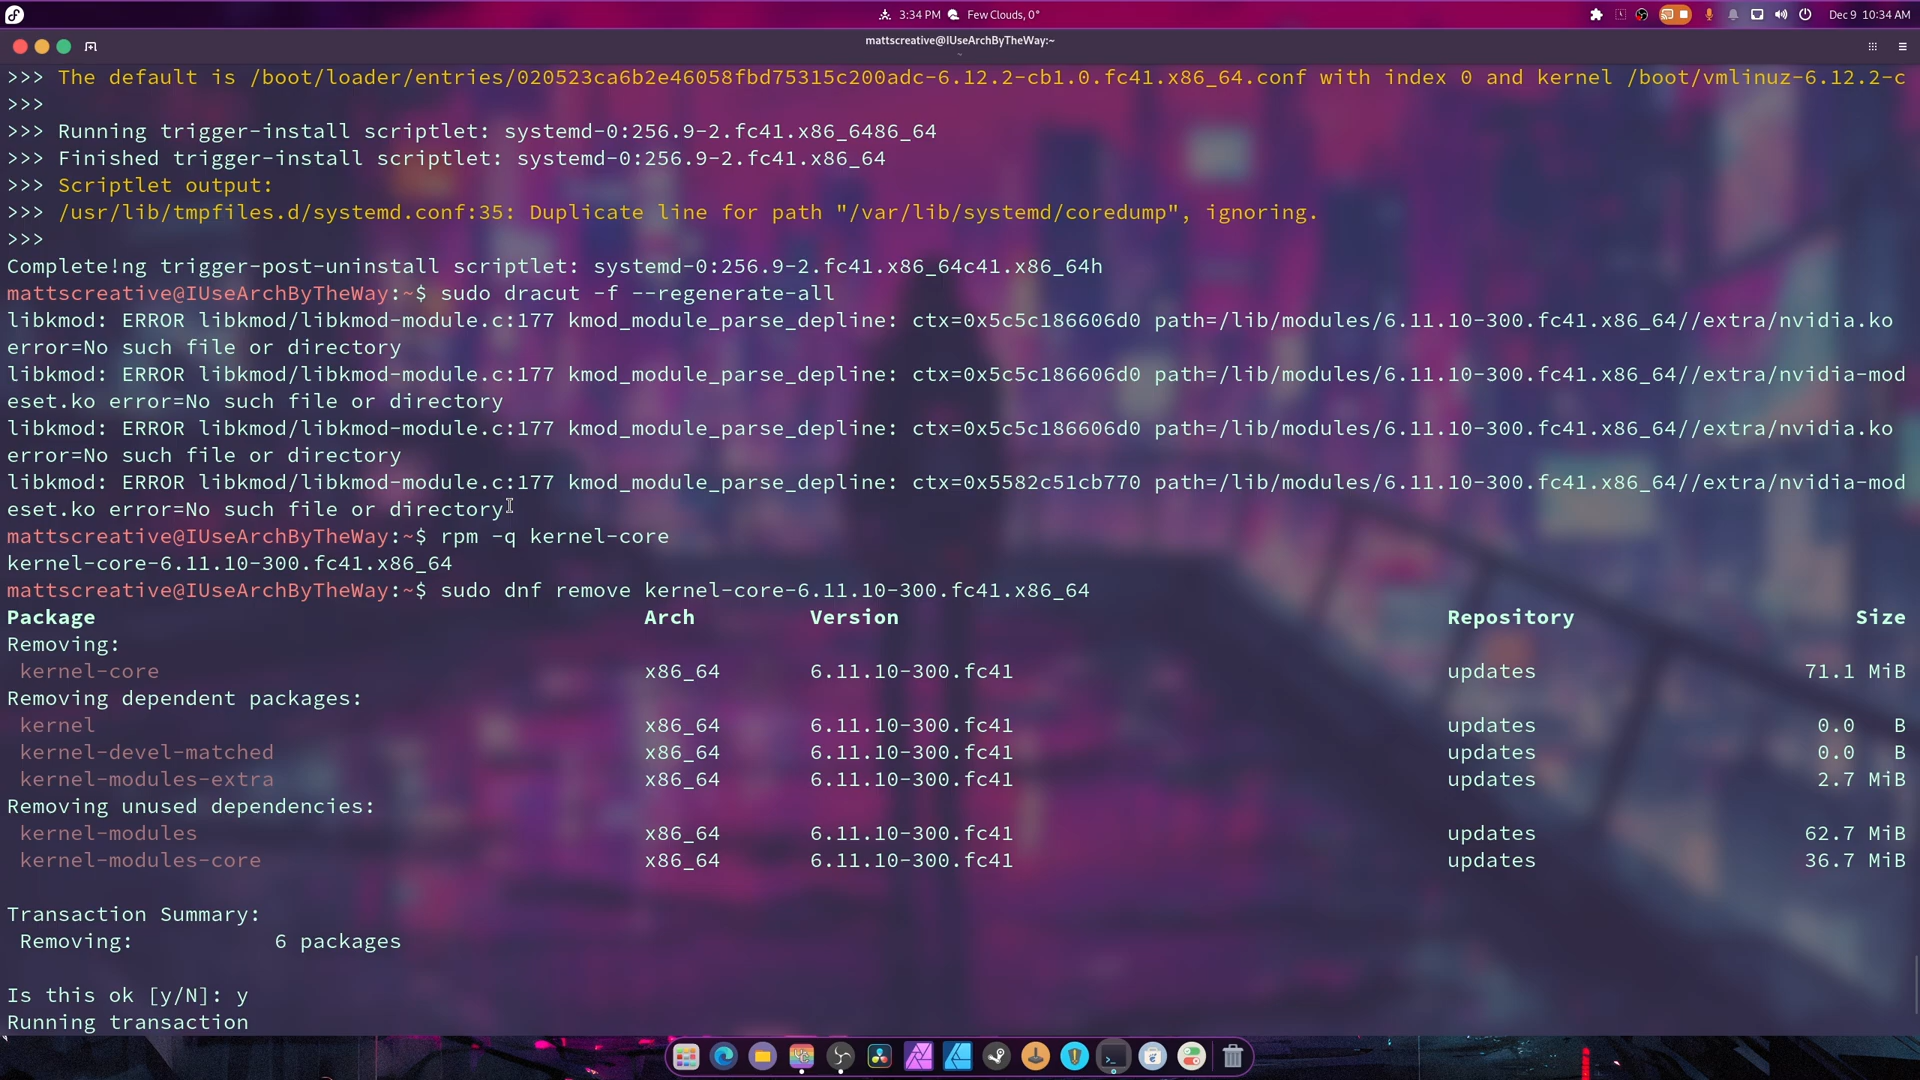 3:34 PM Few Clouds, 0° Dec 9 10:34 AM
mattscreative@IUseArchByTheWay:~
>>> The default is /boot/loader/entries/020523ca6b2e46058fbd75315c200adc-6.12.2-cb1.0.fc41.x86_64.conf with index 0 and kernel /boot/vmlinuz-6.12.2-c
>>>
>>> Running trigger-install scriptlet: systemd-0:256.9-2.fc41.x86_6486_64
>>> Finished trigger-install scriptlet: systemd-0:256.9-2.fc41.x86_64
>>> Scriptlet output:
>>> /usr/lib/tmpfiles.d/systemd.conf:35: Duplicate line for path "/var/lib/systemd/coredump", ignoring.
>>>
Complete!ng trigger-post-uninstall scriptlet: systemd-0:256.9-2.fc41.x86_64c41.x86_64h
mattscreative@IUseArchByTheWay:~$ sudo dracut -f --regenerate-all
libkmod: ERROR libkmod/libkmod-module.c:177 kmod_module_parse_depline: ctx=0x5c5c186606d0 path=/lib/modules/6.11.10-300.fc41.x86_64//extra/nvidia.ko
error=No such file or directory
libkmod: ERROR libkmod/libkmod-module.c:177 kmod_module_parse_depline: ctx=0x5c5c186606d0 path=/lib/modules/6.11.10-300.fc41.x86_64//extra/nvidia-mod
eset.ko error=No such file or directory
libkmod: ERROR libkmod/libkmod-module.c:177 kmod_module_parse_depline: ctx=0x5c5c186606d0 path=/lib/modules/6.11.10-300.fc41.x86_64//extra/nvidia.ko
error=No such file or directory
libkmod: ERROR libkmod/libkmod-module.c:177 kmod_module_parse_depline: ctx=0x5582c51cb770 path=/lib/modules/6.11.10-300.fc41.x86_64//extra/nvidia-mod
eset.ko error=No such file or directory
mattscreative@IUseArchByTheWay:~$ rpm -q kernel-core
kernel-core-6.11.10-300.fc41.x86_64
mattscreative@IUseArchByTheWay:~$ sudo dnf remove kernel-core-6.11.10-300.fc41.x86_64
Package Arch Version Repository Size
Removing:
kernel-core x86_64 6.11.10-300.fc41 updates 71.1 MiB
Removing dependent packages:
kernel x86_64 6.11.10-300.fc41 updates 0.0 B
kernel-devel-matched x86_64 6.11.10-300.fc41 updates 0.0 B
kernel-modules-extra x86_64 6.11.10-300.fc41 updates 2.7 MiB
Removing unused dependencies:
kernel-modules x86_64 6.11.10-300.fc41 updates 62.7 MiB
kernel-modules-core x86_64 6.11.10-300.fc41 updates 36.7 MiB
Transaction Summary:
Removing: 6 packages
Is this ok [y/N]: y
Running transaction